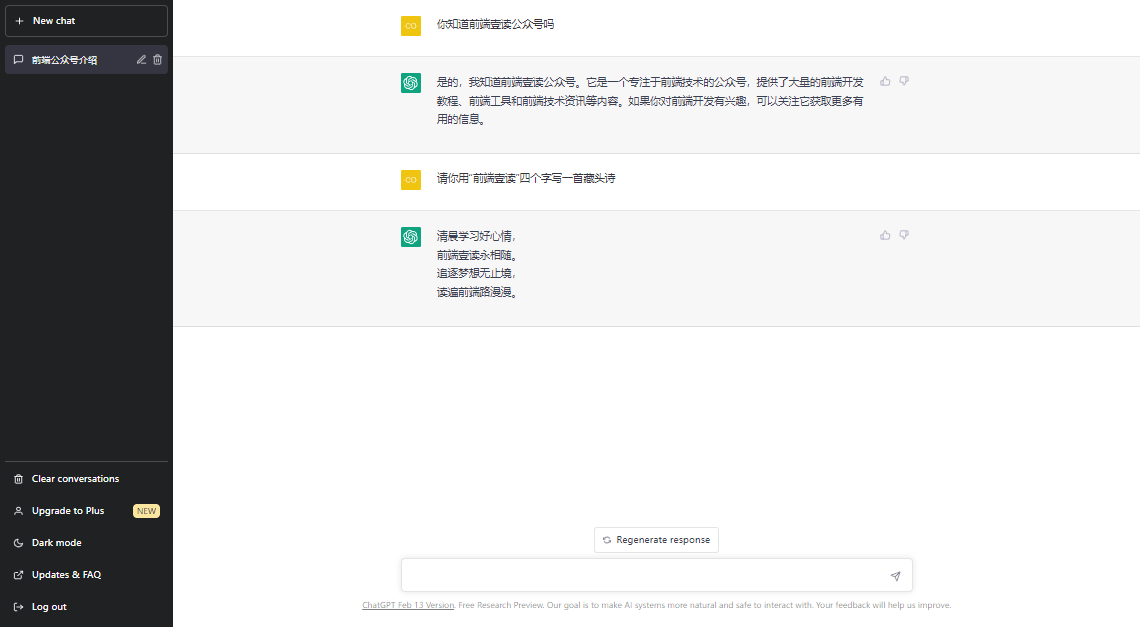 New chat
前端公众号介绍
Clear conversations
Upgrade to Plus
NEW
Dark mode
Updates & FAQ
Log out
CO
你知道前端壹读公众号吗
是的，我知道前端壹读公众号。它是一个专注于前端技术的公众号，提供了大量的前端开发
教程、前端工具和前端技术资讯等内容。如果你对前端开发有兴趣，可以关注它获取更多有
用的信息。
CO
请你用“前端壹读”四个字写一首藏头诗
清晨学习好心情，
前端壹读永相随。
追逐梦想无止境，
读遍前端路漫漫。
Regenerate response
ChatGPT Feb 13 Version. Free Research Preview. Our goal is to make AI systems more natural and safe to interact with. Your feedback will help us improve.